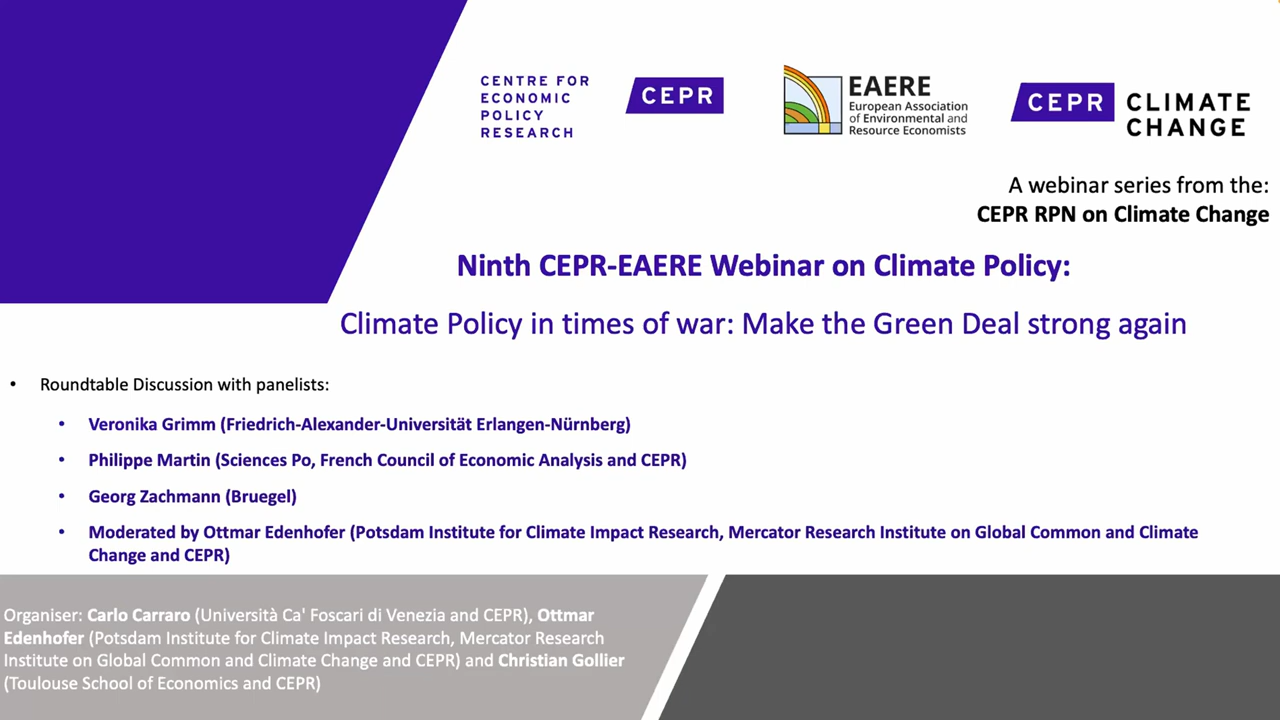 CENTRE FOR
ECONOMIC
POLICY
RESEARCH
CEPR
EAERE
European Association
of Environmental and
Resource Economists
CEPR CLIMATE
CHANGE
A webinar series from the:
CEPR RPN on Climate Change
Ninth CEPR-EAERE Webinar on Climate Policy:
Climate Policy in times of war: Make the Green Deal strong again
• Roundtable Discussion with panelists:
• Veronika Grimm (Friedrich-Alexander-Universität Erlangen-Nürnberg)
• Philippe Martin (Sciences Po, French Council of Economic Analysis and CEPR)
• Georg Zachmann (Bruegel)
• Moderated by Ottmar Edenhofer (Potsdam Institute for Climate Impact Research, Mercator Research Institute on Global Common and Climate
Change and CEPR)
Organiser: Carlo Carraro (Università Ca' Foscari di Venezia and CEPR), Ottmar
Edenhofer (Potsdam Institute for Climate Impact Research, Mercator Research
Institute on Global Common and Climate Change and CEPR) and Christian Gollier
(Toulouse School of Economics and CEPR)